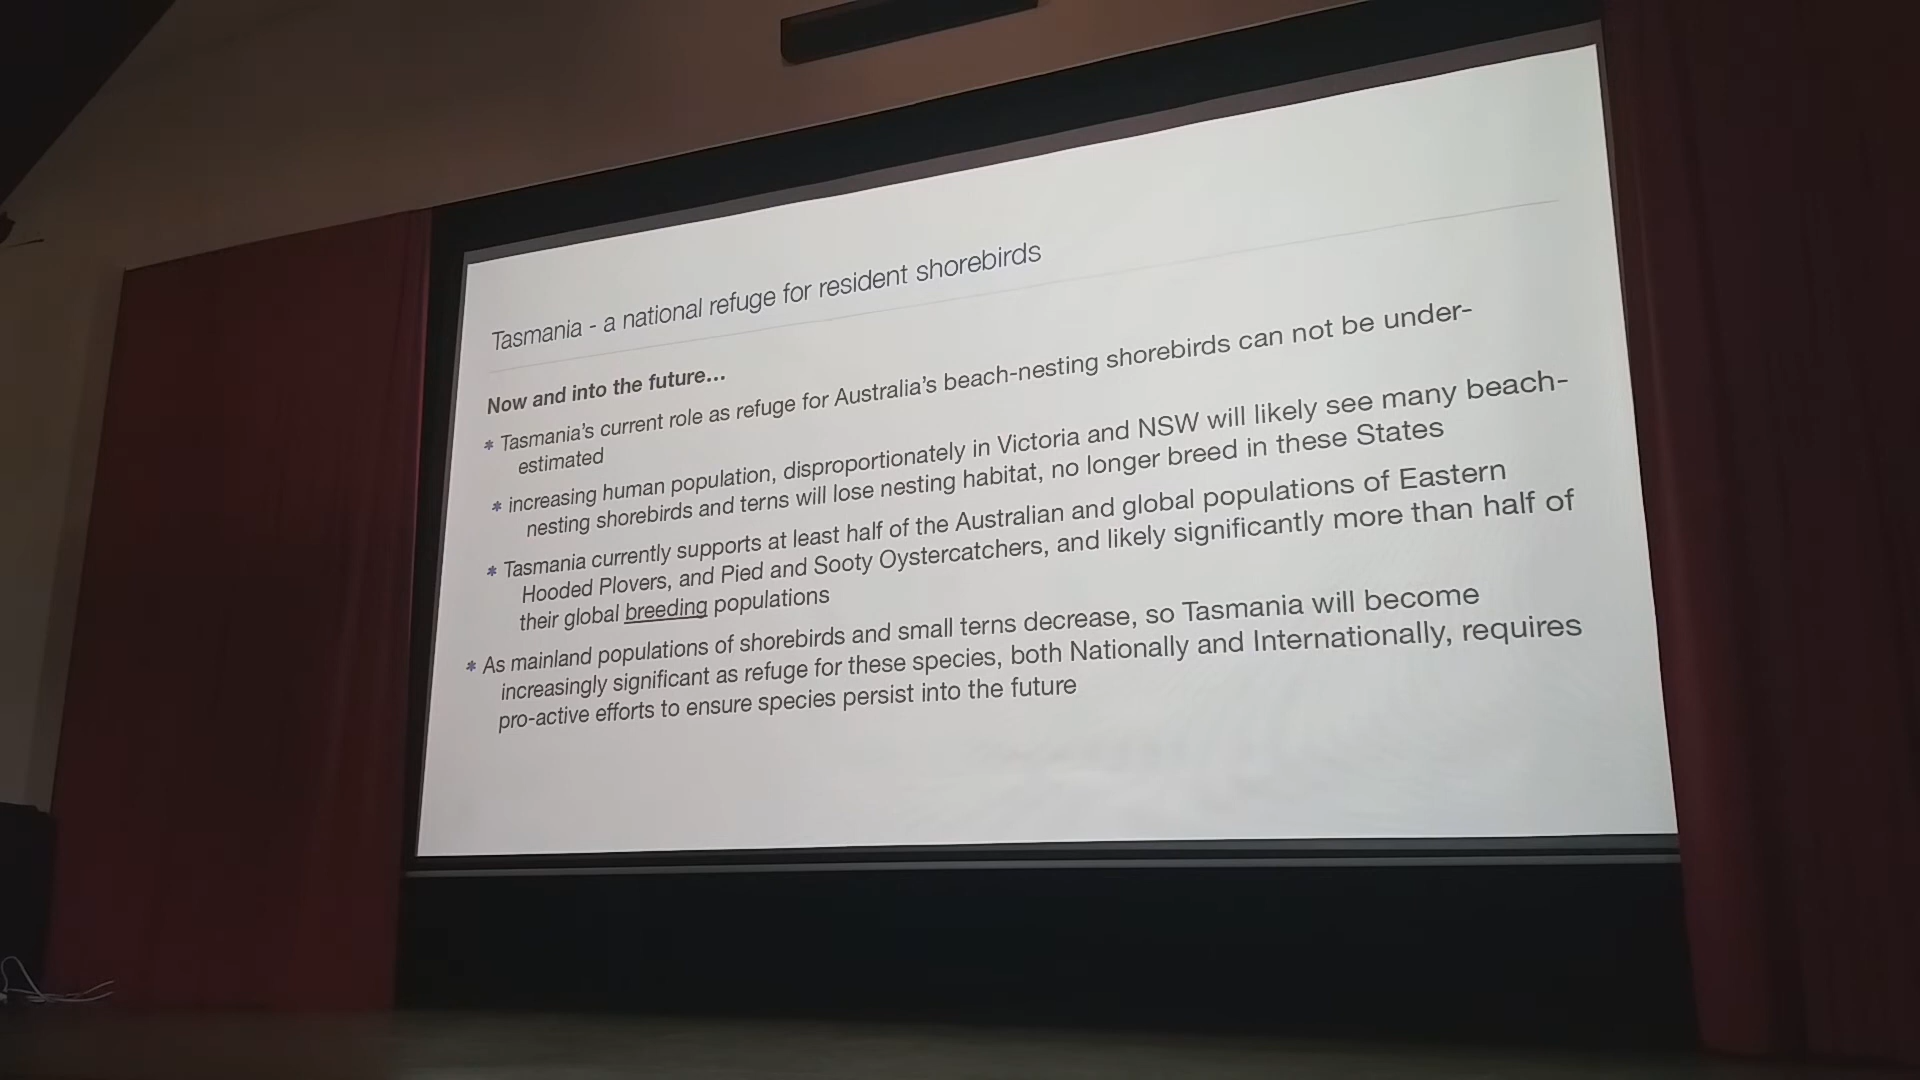 Tasmania - a national refuge for resident shorebirds
Now and into the future...
* Tasmania's current role as refuge for Australia's beach-nesting shorebirds can not be under-
estimated
* increasing human population, disproportionately in Victoria and NSW will likely see many beach-
nesting shorebirds and terns will lose nesting habitat, no longer breed in these States
* Tasmania currently supports at least half of the Australian and global populations of Eastern
Hooded Plovers, and Pied and Sooty Oystercatchers, and likely significantly more than half of
their global breeding populations
* As mainland populations of shorebirds and small terns decrease, so Tasmania will become
increasingly significant as refuge for these species, both Nationally and Internationally, requires
pro-active efforts to ensure species persist into the future